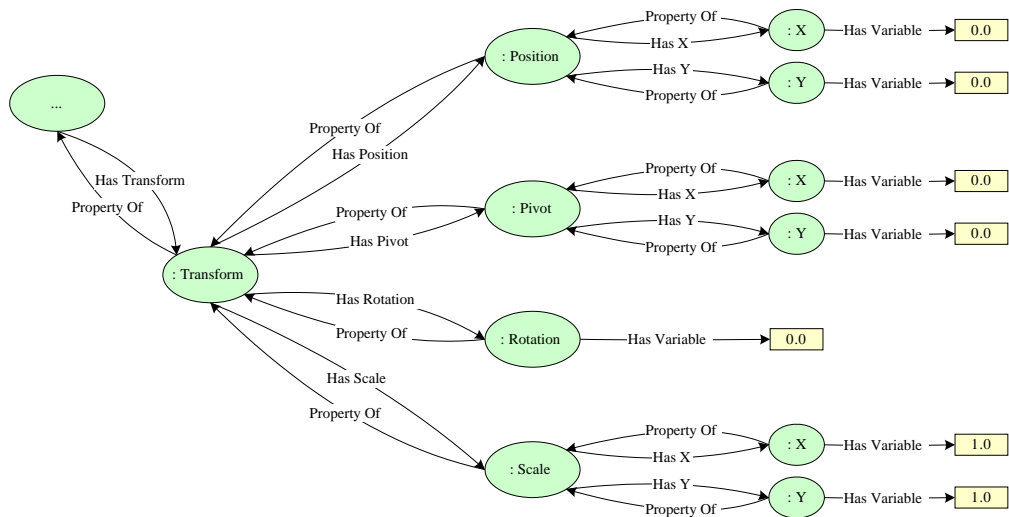 Property Of
: X
Has Variable
0.0
Has X
: Position
Has Y
: Y
Has Variable
0.0
Property Of
...
Property Of
Has Position
Has Transform
Property Of
Property Of
: X
Has Variable
0.0
Has X
Property Of
: Pivot
Has Y
: Y
Has Variable
0.0
Has Pivot
Property Of
: Transform
Has Rotation
Property Of
: Rotation
Has Variable
0.0
Has Scale
Property Of
Property Of
: X
Has Variable
1.0
Has X
: Scale
Has Y
: Y
Has Variable
1.0
Property Of